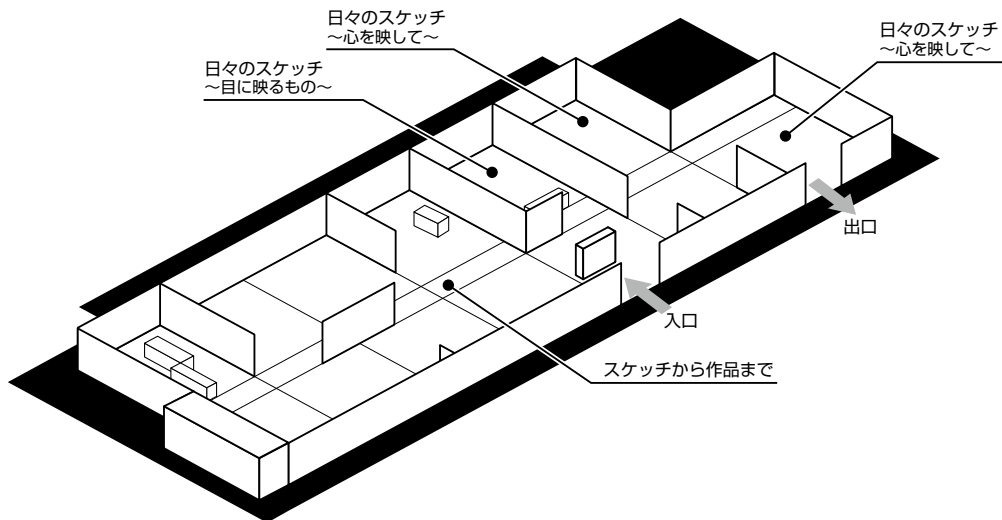 日々のスケッチ
～心を映して～
日々のスケッチ
～心を映して～
日々のスケッチ
～目に映るもの～
出口
入口
スケッチから作品まで